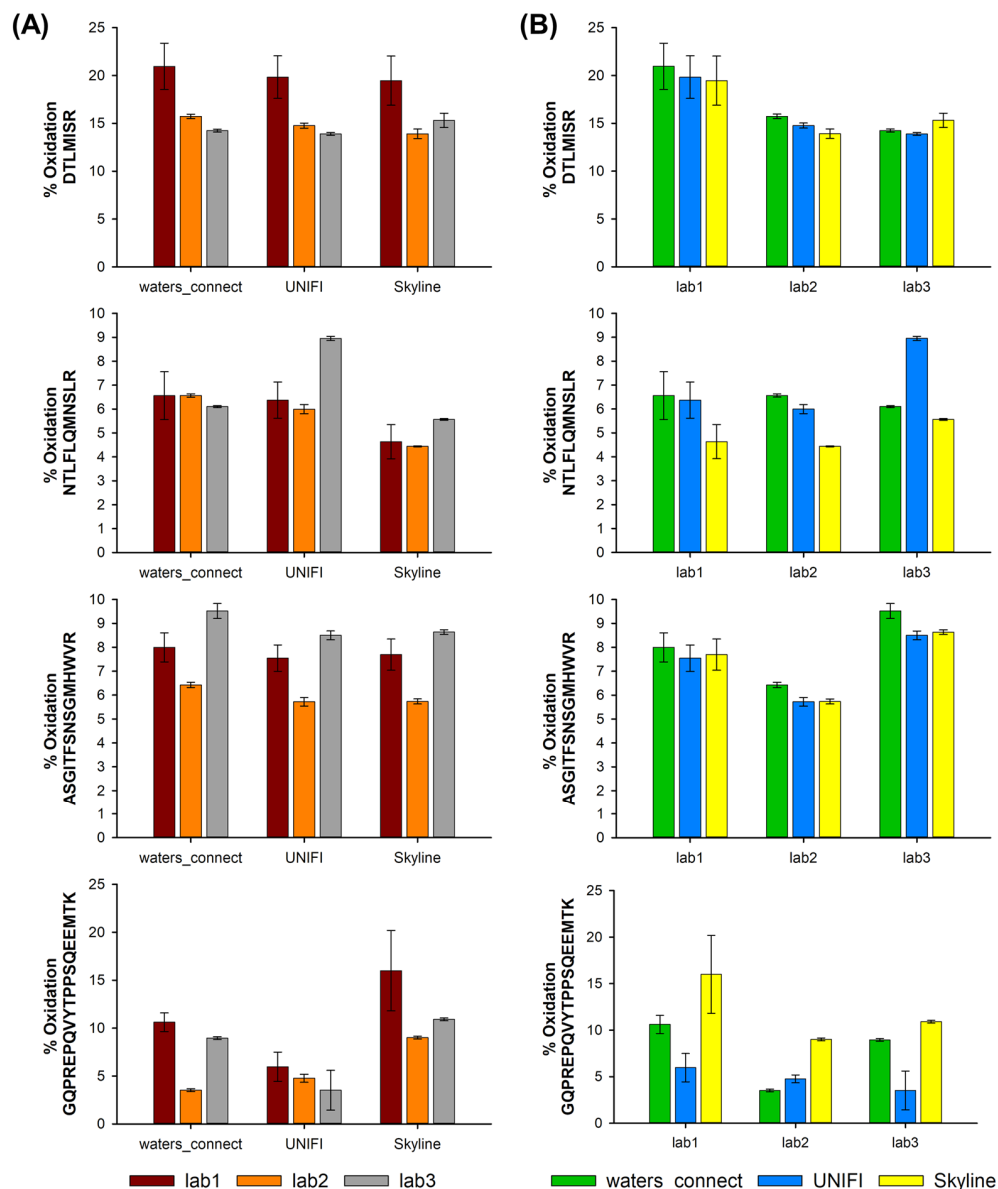 (A)
% Oxidation
DTLMISR
25
20
15
10
5
0
waters_connect UNIFI Skyline
(B)
% Oxidation
DTLMISR
25
20
15
10
5
0
lab1 lab2 lab3
% Oxidation
NTLFLQMNSLR
10
9
8
7
6
5
4
3
2
1
0
waters_connect UNIFI Skyline
% Oxidation
NTLFLQMNSLR
10
9
8
7
6
5
4
3
2
1
0
lab1 lab2 lab3
% Oxidation
ASGITFSNSGMHWVR
10
9
8
7
6
5
4
3
2
1
0
waters_connect UNIFI Skyline
% Oxidation
ASGITFSNSGMHWVR
10
9
8
7
6
5
4
3
2
1
0
lab1 lab2 lab3
% Oxidation
GQPREPQVYTPPSQEEMTK
25
20
15
10
5
0
waters_connect UNIFI Skyline
% Oxidation
GQPREPQVYTPPSQEEMTK
25
20
15
10
5
0
lab1 lab2 lab3
lab1 lab2 lab3
waters_connect UNIFI Skyline